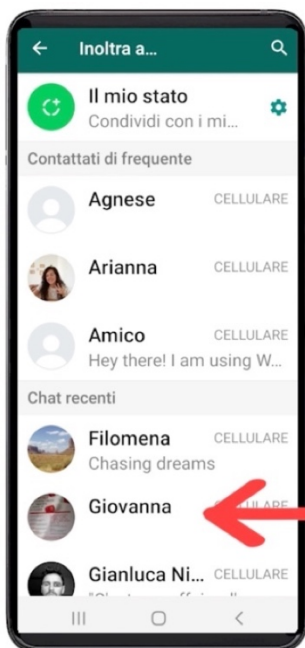 Inoltra a...
Il mio stato
Condividi con i mi...
Contattati di frequente
Agnese CELLULARE
Arianna CELLULARE
Amico CELLULARE
Hey there! I am using W...
Chat recenti
Filomena CELLULARE
Chasing dreams
Giovanna
Gianluca Ni... CELLULARE